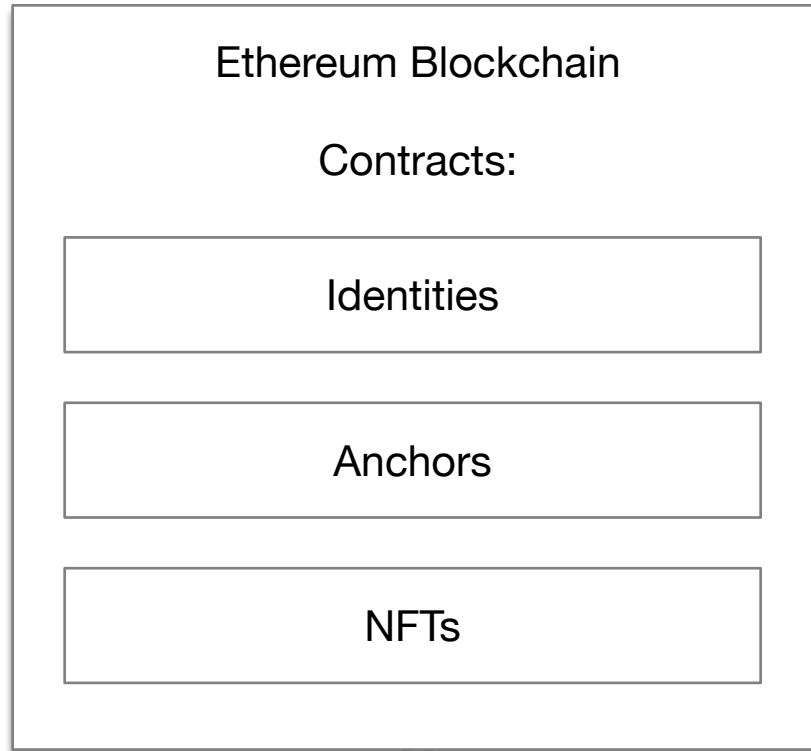 Ethereum Blockchain
Contracts:
Identities
Anchors
NFTs